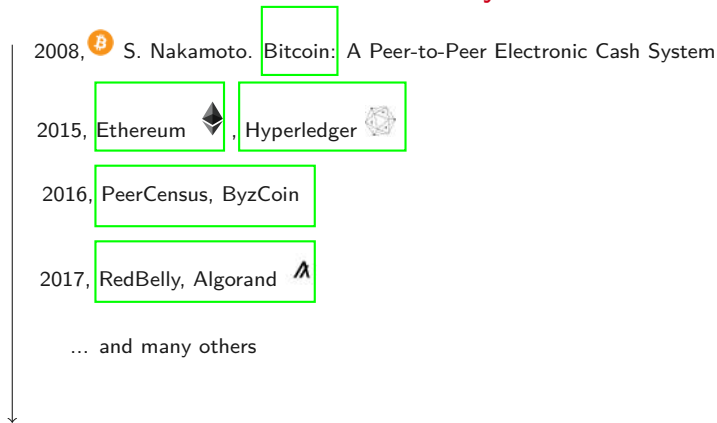 2008, S. Nakamoto. Bitcoin: A Peer-to-Peer Electronic Cash System
2015, Ethereum , Hyperledger
2016, PeerCensus, ByzCoin
2017, RedBelly, Algorand
... and many others